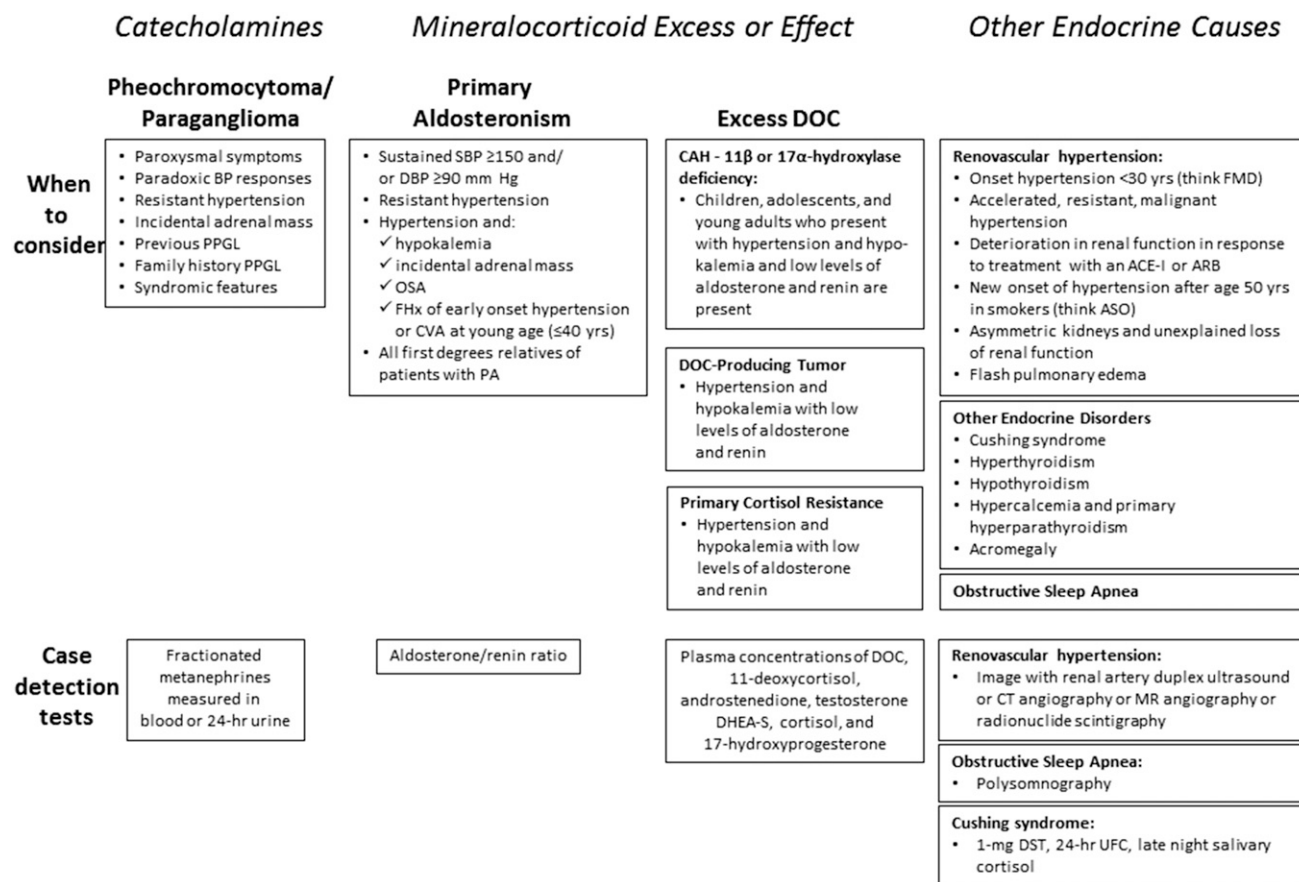 Catecholamines
Mineralocorticoid Excess or Effect
Other Endocrine Causes
Pheochromocytoma/
Paraganglioma
Primary
Aldosteronism
Excess DOC
When
to
consider
• Paroxysmal symptoms
• Paradoxic BP responses
• Resistant hypertension
• Incidental adrenal mass
• Previous PPGL
• Family history PPGL
• Syndromic features
• Sustained SBP ≥150 and/
or DBP ≥90 mm Hg
• Resistant hypertension
• Hypertension and:
✓ hypokalemia
✓ incidental adrenal mass
✓ OSA
✓ FHx of early onset hypertension
or CVA at young age (≤40 yrs)
• All first degrees relatives of
patients with PA
CAH - 11β or 17α-hydroxylase
deficiency:
• Children, adolescents, and
young adults who present
with hypertension and hypo-
kalemia and low levels of
aldosterone and renin are
present
DOC-Producing Tumor
• Hypertension and
hypokalemia with low
levels of aldosterone
and renin
Primary Cortisol Resistance
• Hypertension and
hypokalemia with low
levels of aldosterone
and renin
Renovascular hypertension:
• Onset hypertension <30 yrs (think FMD)
• Accelerated, resistant, malignant
hypertension
• Deterioration in renal function in response
to treatment with an ACE-I or ARB
• New onset of hypertension after age 50 yrs
in smokers (think ASO)
• Asymmetric kidneys and unexplained loss
of renal function
• Flash pulmonary edema
Other Endocrine Disorders
• Cushing syndrome
• Hyperthyroidism
• Hypothyroidism
• Hypercalcemia and primary
hyperparathyroidism
• Acromegaly
Obstructive Sleep Apnea
Case
detection
tests
Fractionated
metanephrines
measured in
blood or 24-hr urine
Aldosterone/renin ratio
Plasma concentrations of DOC,
11-deoxycortisol,
androstenedione, testosterone
DHEA-S, cortisol, and
17-hydroxyprogesterone
Renovascular hypertension:
• Image with renal artery duplex ultrasound
or CT angiography or MR angiography or
radionuclide scintigraphy
Obstructive Sleep Apnea:
• Polysomnography
Cushing syndrome:
• 1-mg DST, 24-hr UFC, late night salivary
cortisol